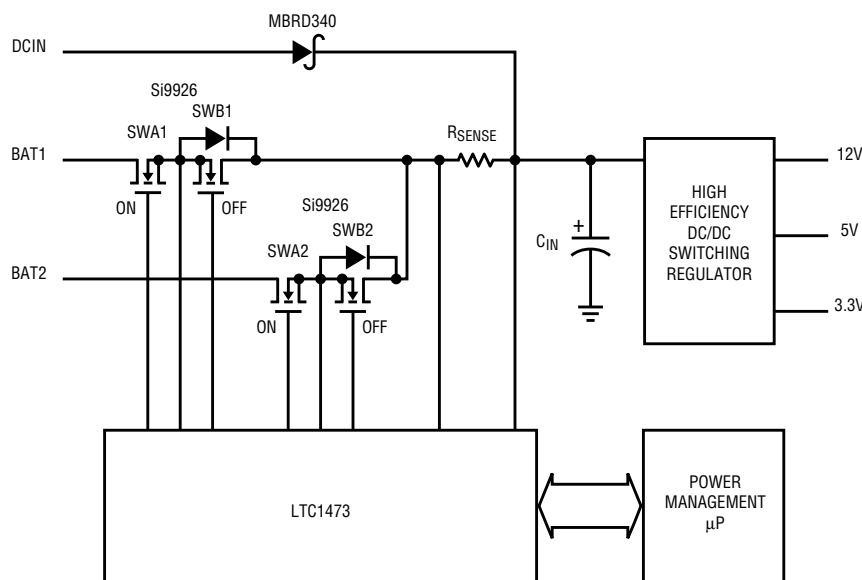 MBRD340
DCIN
Si9926
SWB1
SWA1
RSENSE
BAT1
12V
ON
OFF
HIGH
EFFICIENCY
DC/DC
SWITCHING
REGULATOR
Si9926
SWB2
SWA2
+
CIN
5V
BAT2
ON
OFF
3.3V
LTC1473
POWER
MANAGEMENT
µP